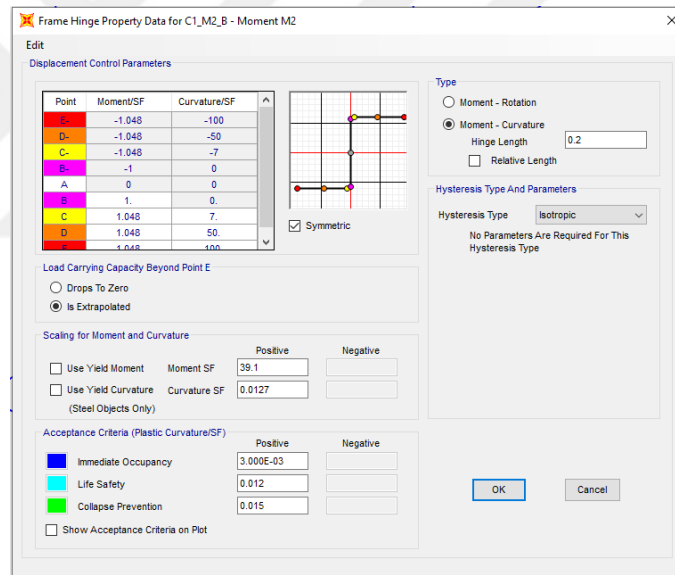 Frame Hinge Property Data for C1_M2_B - Moment M2
Edit
Displacement Control Parameters
Point Moment/SF Curvature/SF
E- -1.048 -100
D- -1.048 -50
C- -1.048 -7
B- -1 0
A 0 0
B 1. 0.
C 1.048 7.
D 1.048 50.
E 1.048 100.
Symmetric
Load Carrying Capacity Beyond Point E
Drops To Zero
Is Extrapolated
Scaling for Moment and Curvature
Positive Negative
Use Yield Moment Moment SF 39.1
Use Yield Curvature Curvature SF 0.0127
(Steel Objects Only)
Acceptance Criteria (Plastic Curvature/SF)
Positive Negative
Immediate Occupancy 3.000E-03
Life Safety 0.012
Collapse Prevention 0.015
Show Acceptance Criteria on Plot
Type
Moment - Rotation
Moment - Curvature
Hinge Length 0.2
Relative Length
Hysteresis Type And Parameters
Hysteresis Type Isotropic
No Parameters Are Required For This
Hysteresis Type
OK Cancel